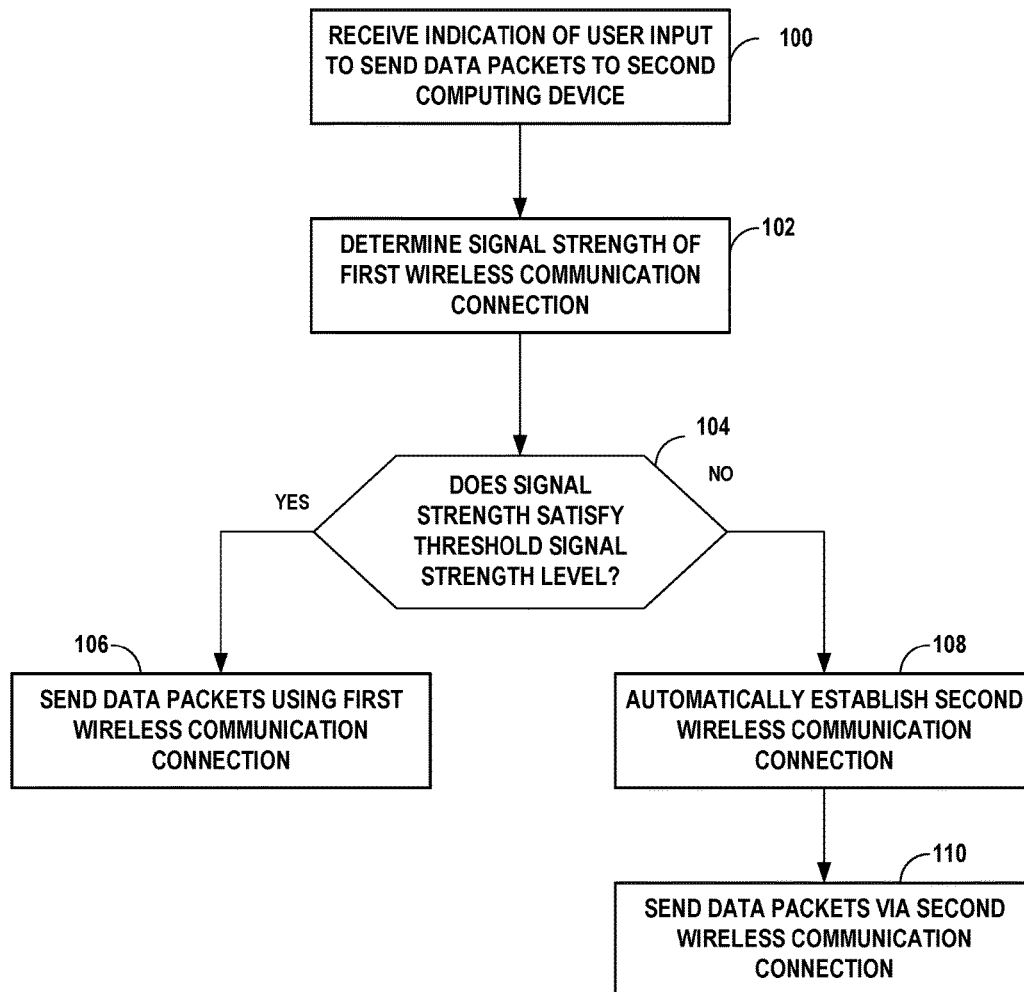 RECEIVE INDICATION OF USER INPUT
TO SEND DATA PACKETS TO SECOND
COMPUTING DEVICE
100
DETERMINE SIGNAL STRENGTH OF
FIRST WIRELESS COMMUNICATION
CONNECTION
102
104
DOES SIGNAL
STRENGTH SATISFY
THRESHOLD SIGNAL
STRENGTH LEVEL?
YES
NO
106
SEND DATA PACKETS USING FIRST
WIRELESS COMMUNICATION
CONNECTION
108
AUTOMATICALLY ESTABLISH SECOND
WIRELESS COMMUNICATION
CONNECTION
110
SEND DATA PACKETS VIA SECOND
WIRELESS COMMUNICATION
CONNECTION